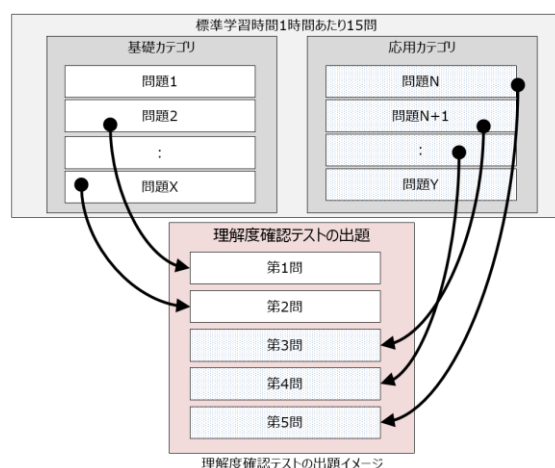 標準学習時間1時間あたり15問
基礎カテゴリ
問題1
問題2
:
問題X
応用カテゴリ
問題N
問題N+1
:
問題Y
理解度確認テストの出題
第1問
第2問
第3問
第4問
第5問
理解度確認テストの出題イメージ